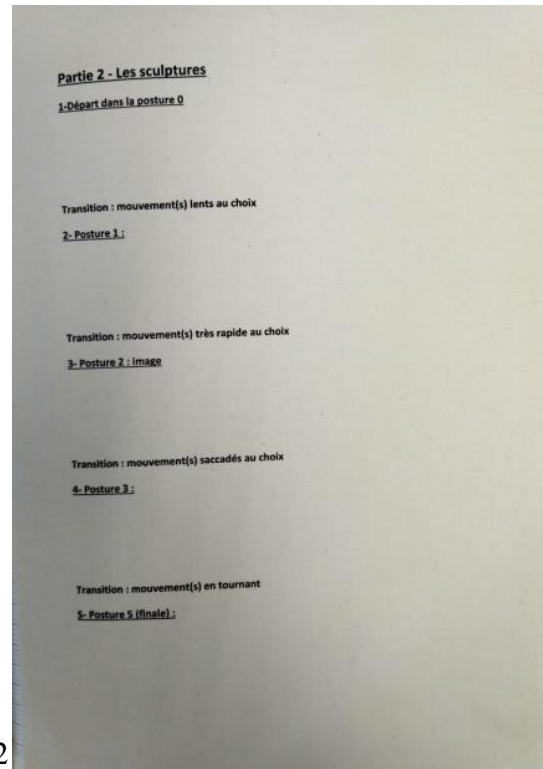 Partie 2 - Les sculptures
1-Départ dans la posture 0
Transition : mouvement(s) lents au choix
2- Posture 1 :
Transition : mouvement(s) très rapide au choix
3- Posture 2 : image
Transition : mouvement(s) saccadés au choix
4- Posture 3 :
Transition : mouvement(s) en tournant
5- Posture 5 (finale) :
2